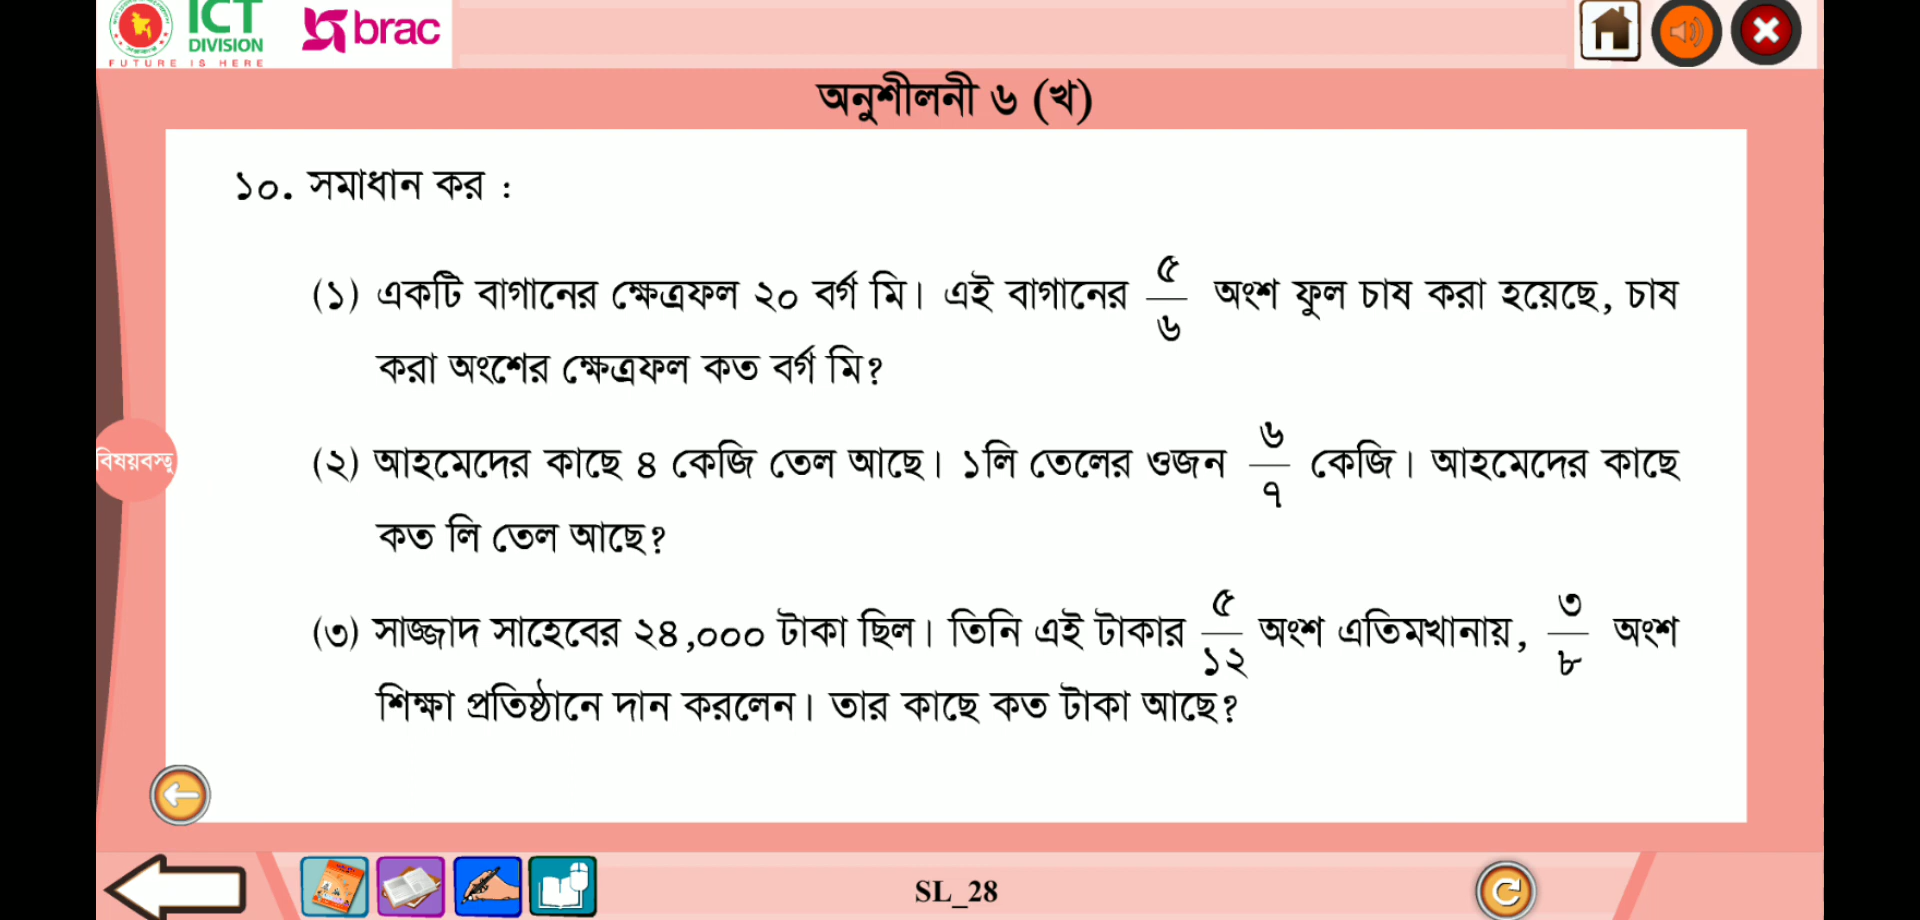 ICT
DIVISION
FUTURE IS HERE
brac
অনুশীলনী ৬ (খ)
১০. সমাধান কর :
(১) একটি বাগানের ক্ষেত্রফল ২০ বর্গ মি। এই বাগানের ৫/৬ অংশ ফুল চাষ করা হয়েছে, চাষ
করা অংশের ক্ষেত্রফল কত বর্গ মি?
(২) আহমেদের কাছে ৪ কেজি তেল আছে। ১লি তেলের ওজন ৬/৭ কেজি। আহমেদের কাছে
কত লি তেল আছে?
(৩) সাজ্জাদ সাহেবের ২৪,০০০ টাকা ছিল। তিনি এই টাকার ৫/১২ অংশ এতিমখানায়, ৩/৮ অংশ
শিক্ষা প্রতিষ্ঠানে দান করলেন। তার কাছে কত টাকা আছে?
বিষয়বস্তু
SL_28